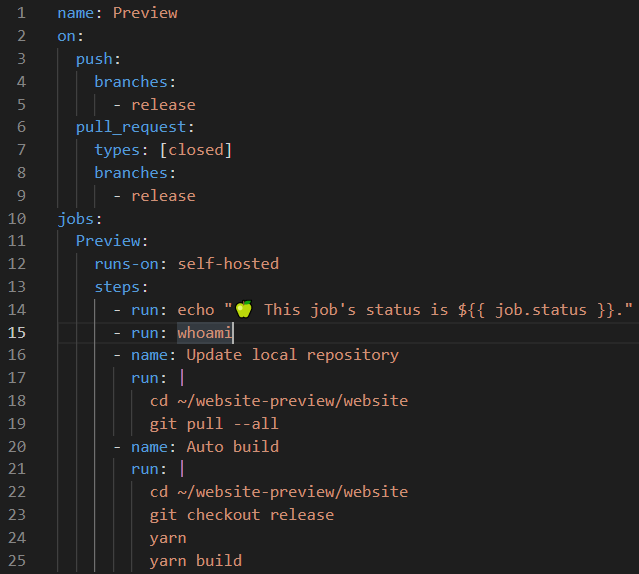 1 name: Preview
2 on:
3 push:
4 branches:
5 - release
6 pull_request:
7 types: [closed]
8 branches:
9 - release
10 jobs:
11 Preview:
12 runs-on: self-hosted
13 steps:
14 - run: echo "🍏 This job's status is ${{ job.status }}."
15 - run: whoami
16 - name: Update local repository
17 run: |
18 cd ~/website-preview/website
19 git pull --all
20 - name: Auto build
21 run: |
22 cd ~/website-preview/website
23 git checkout release
24 yarn
25 yarn build